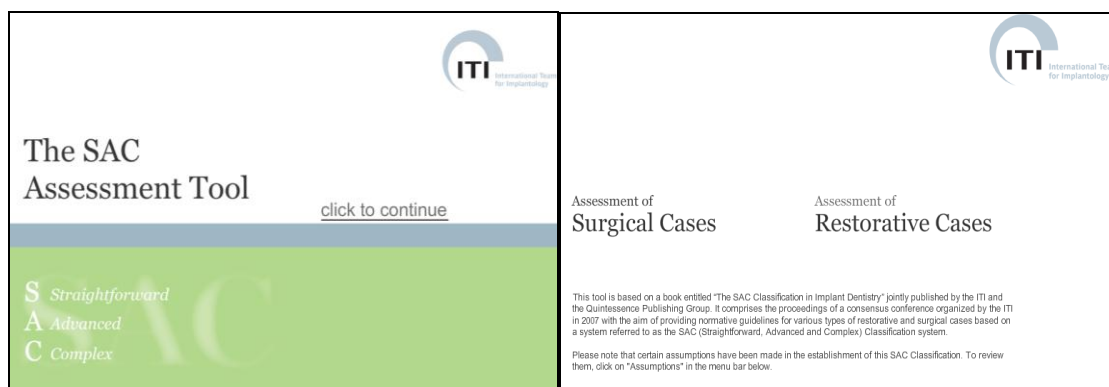 ITI International Team
for Implantology
The SAC
Assessment Tool
click to continue
SAC
S Straightforward
A Advanced
C Complex
ITI International Tea
for Implantology
Assessment of
Surgical Cases
Assessment of
Restorative Cases
This tool is based on a book entitled "The SAC Classification in Implant Dentistry" jointly published by the ITI and
the Quintessence Publishing Group. It comprises the proceedings of a consensus conference organized by the ITI
in 2007 with the aim of providing normative guidelines for various types of restorative and surgical cases based on
a system referred to as the SAC (Straightforward, Advanced and Complex) Classification system.
Please note that certain assumptions have been made in the establishment of this SAC Classification. To review
them, click on "Assumptions" in the menu bar below.